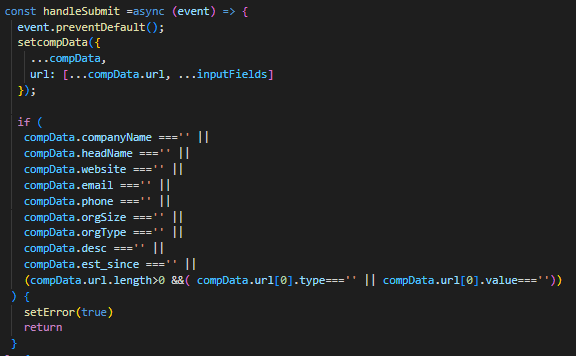 const handleSubmit =async (event) => {
event.preventDefault();
setcompData({
...compData,
url: [...compData.url, ...inputFields]
});
if (
compData.companyName ==='' ||
compData.headName ==='' ||
compData.website ==='' ||
compData.email ==='' ||
compData.phone ==='' ||
compData.orgSize ==='' ||
compData.orgType ==='' ||
compData.desc ==='' ||
compData.est_since ==='' ||
(compData.url.length>0 &&( compData.url[0].type==='' || compData.url[0].value===''))
) {
setError(true)
return
}